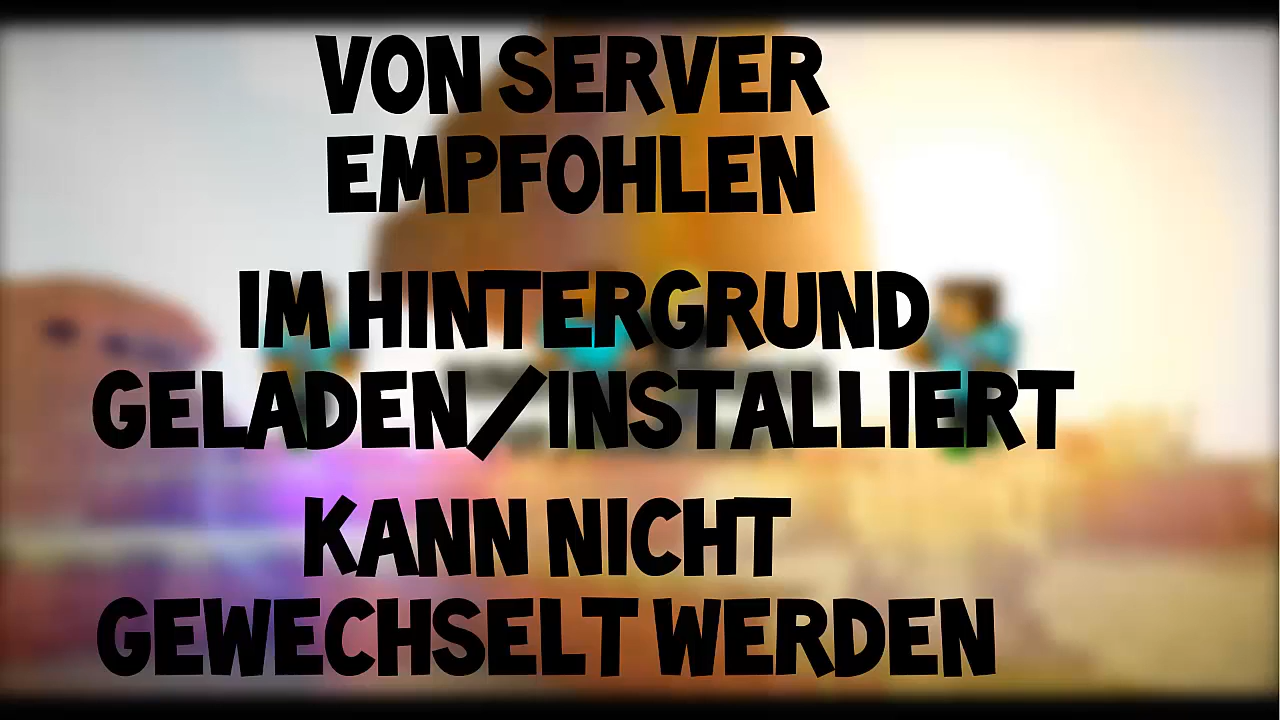 VON SERVER
EMPFOHLEN
IM HINTERGRUND
GELADEN/INSTALLIERT
KANN NICHT
GEWECHSELT WERDEN